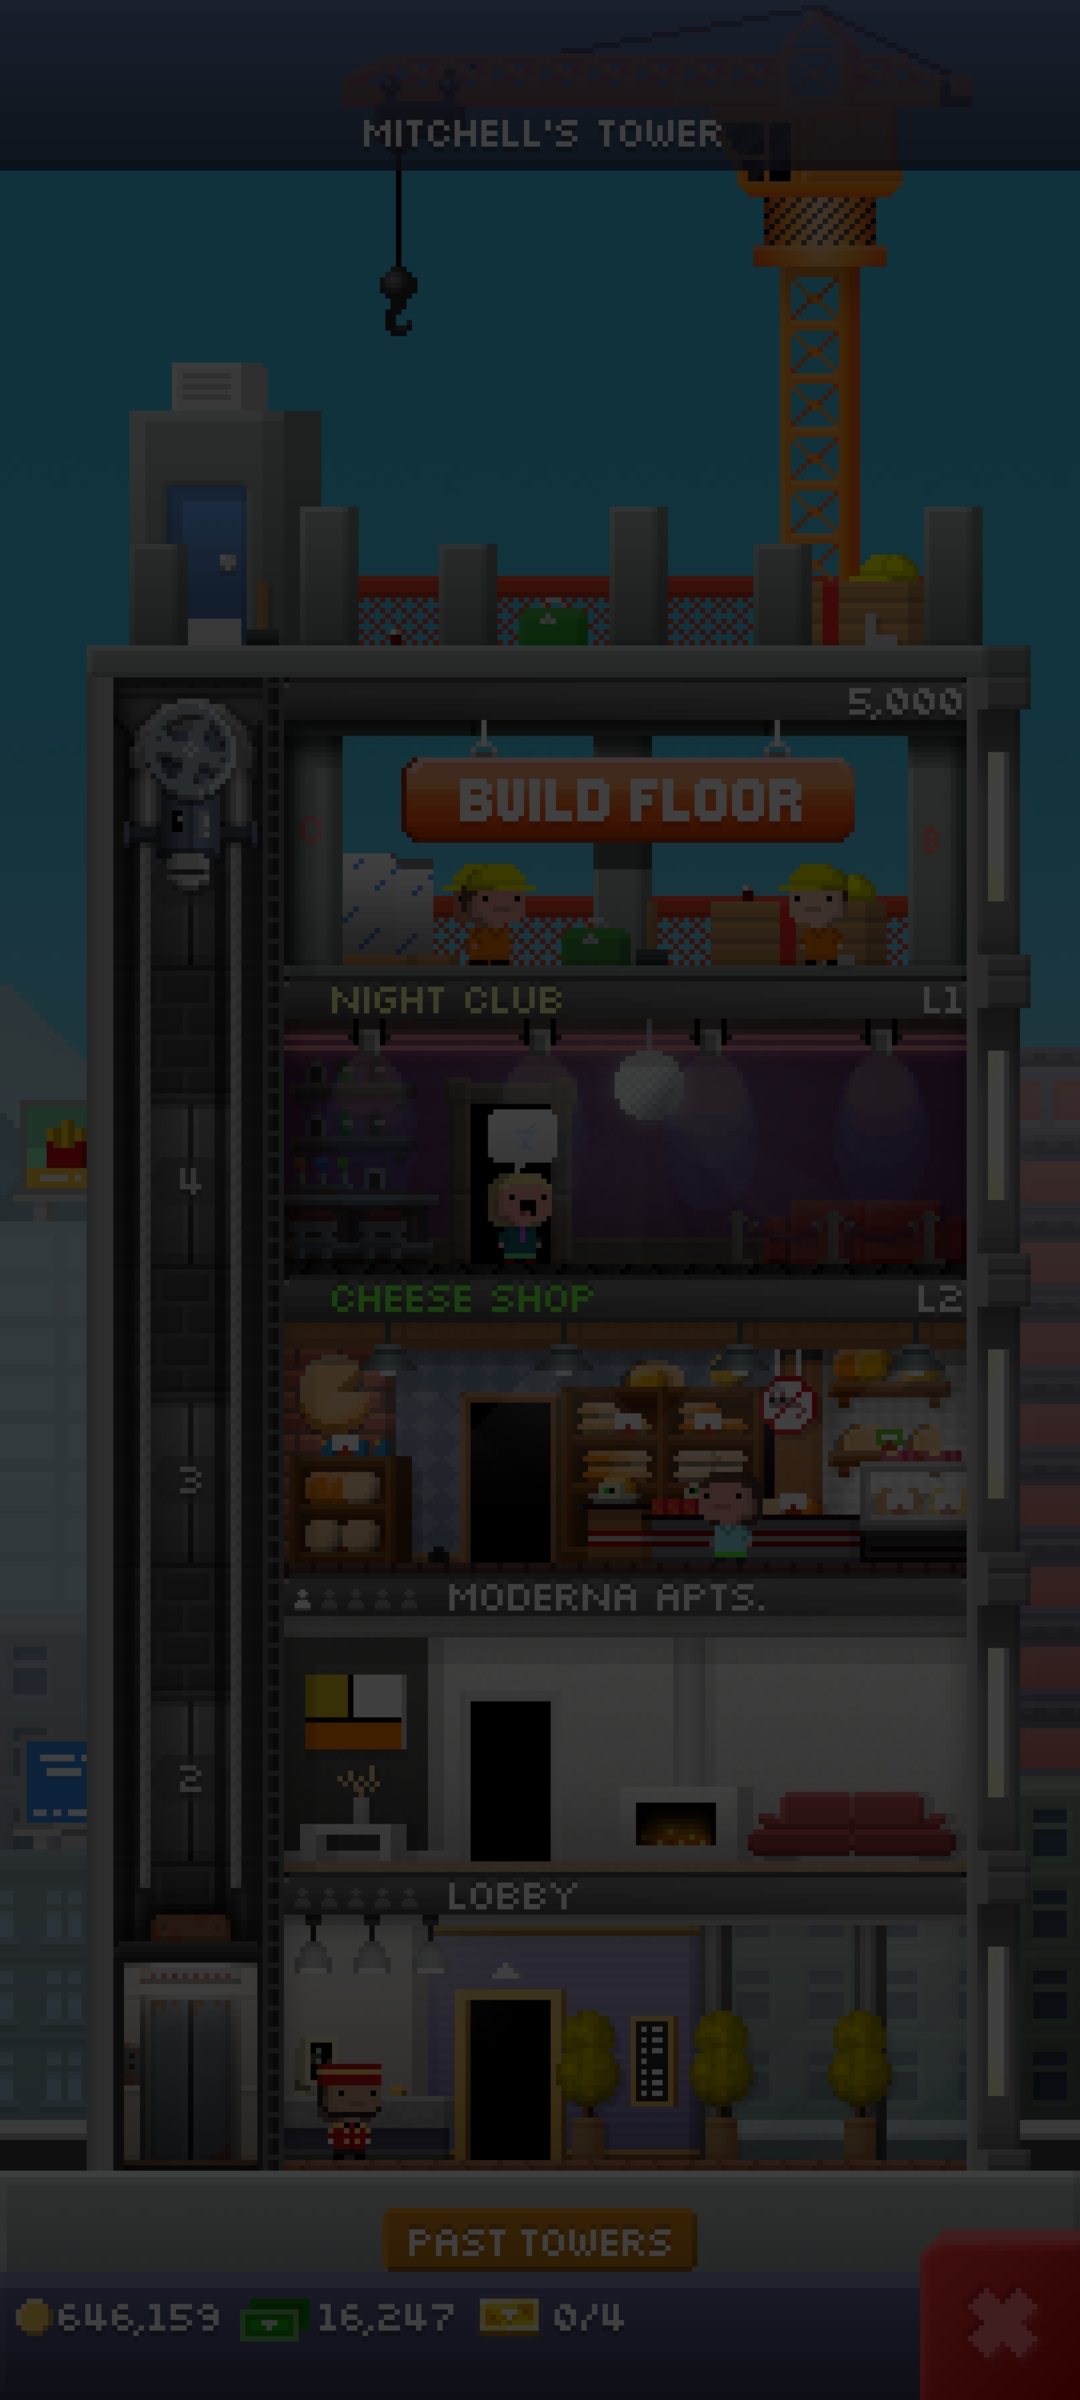 MITCHELL'S TOWER
5,000
BUILD FLOOR
C
B
NIGHT CLUB
L1
4
CHEESE SHOP
L2
3
MODERNA APTS.
2
LOBBY
PAST TOWERS
646,159
16,247
0/4